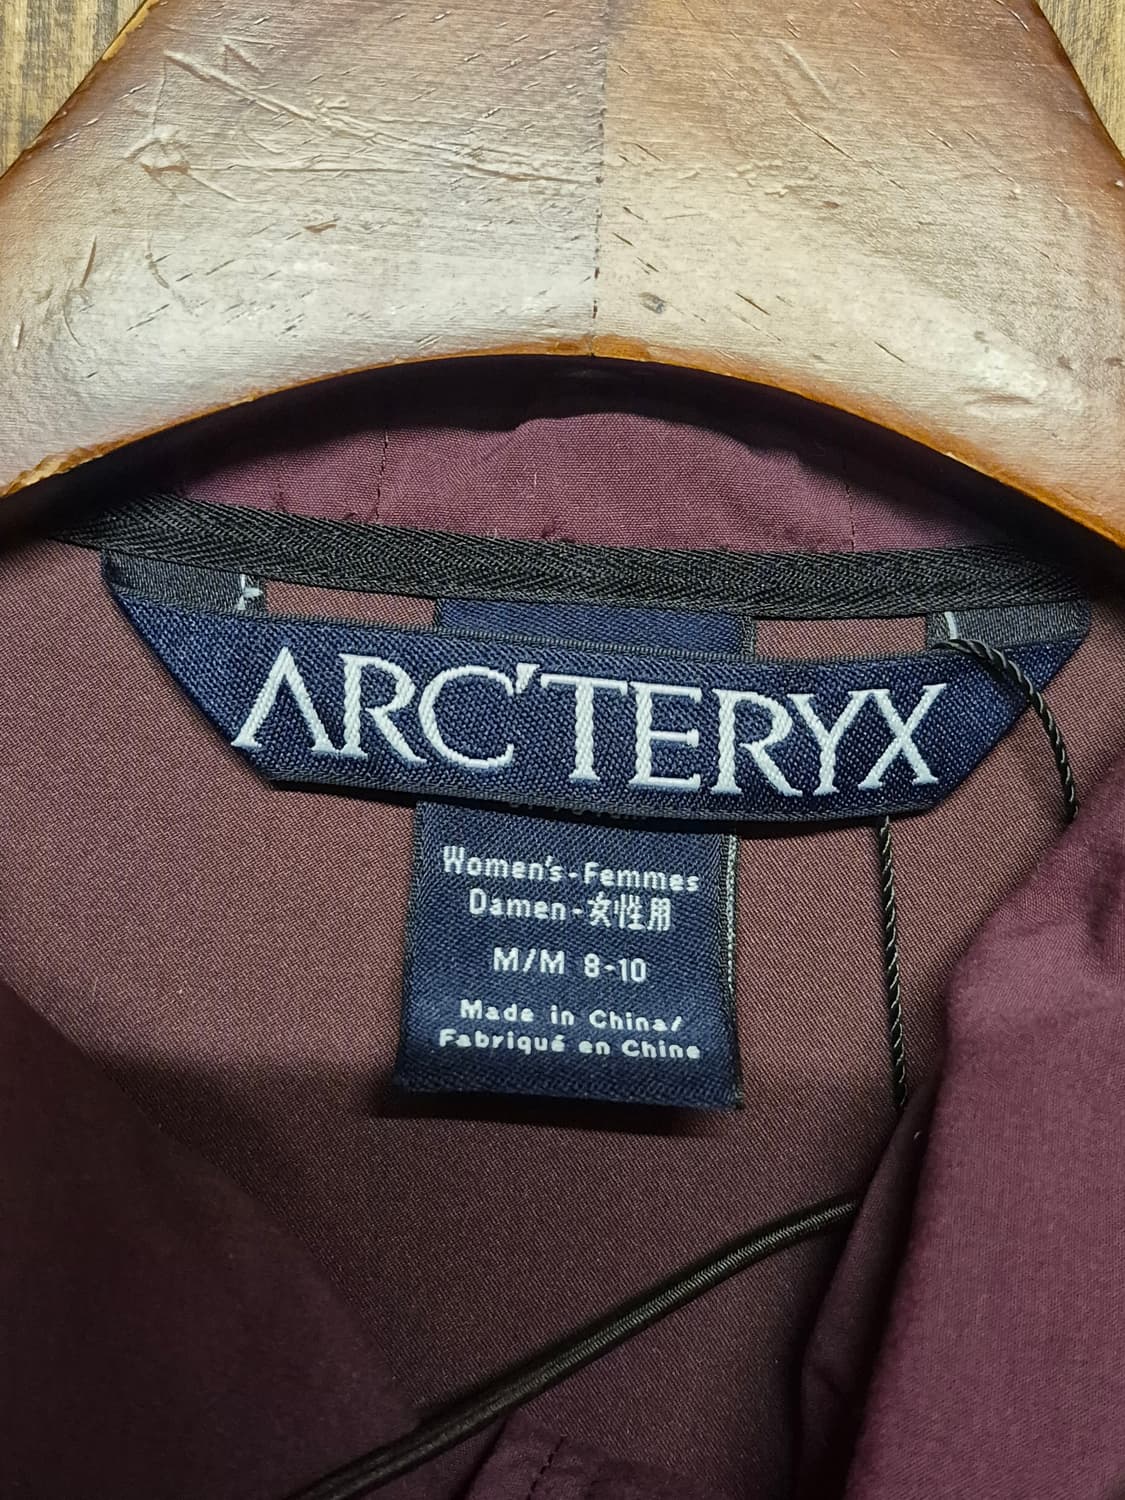 ARC'TERYX
Women's-Femmes
Damen-女性用
M/M 8-10
Made in China/
Fabriqué en Chine